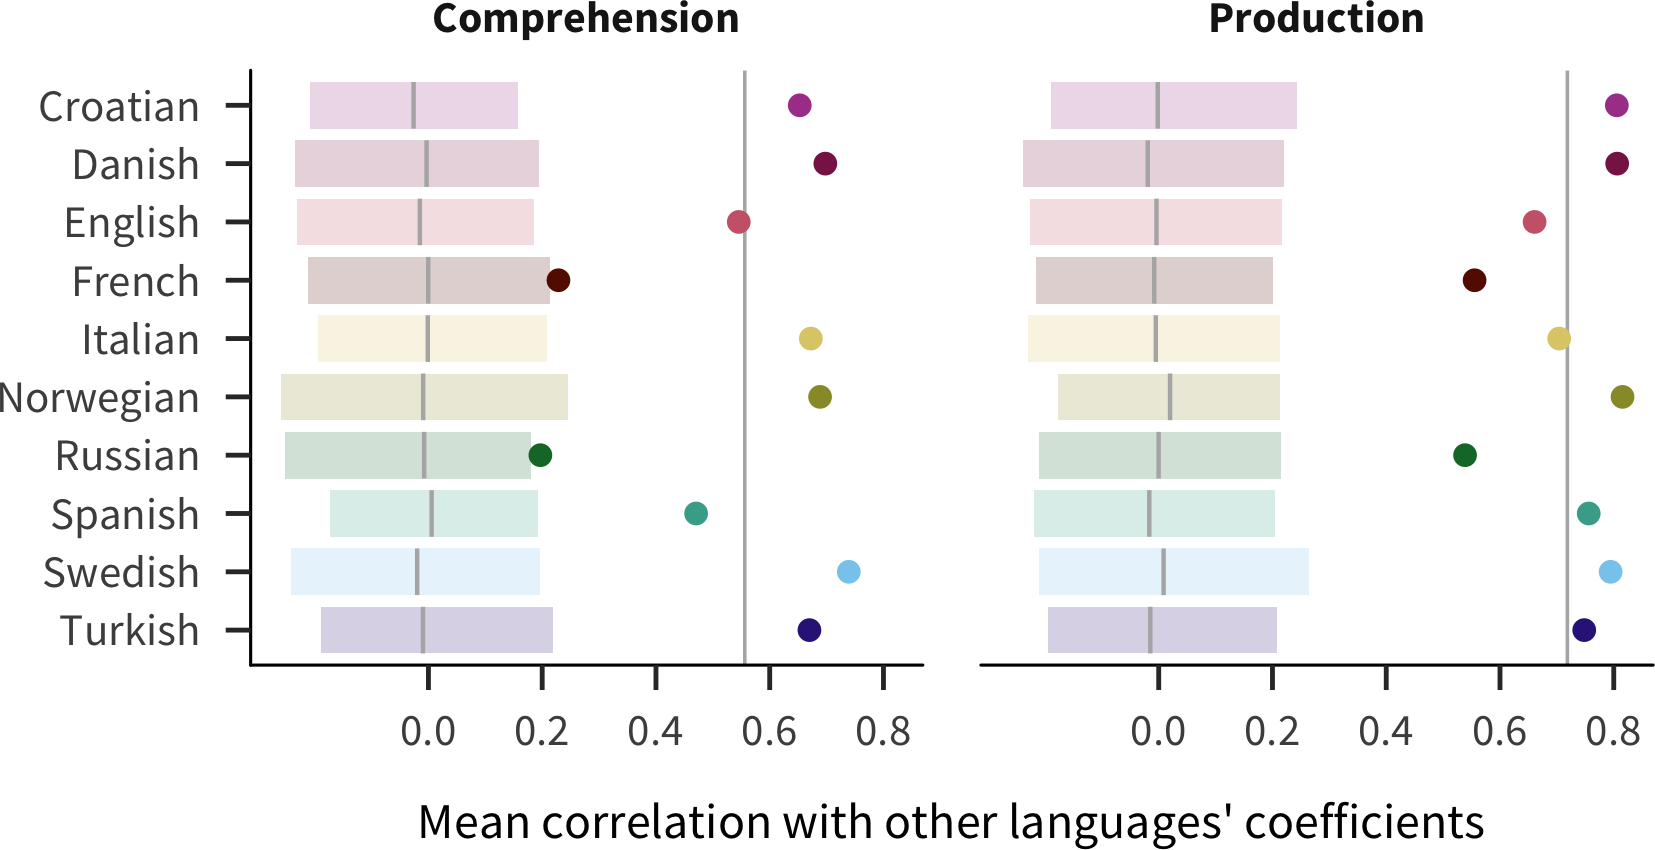 Comprehension Production
Croatian
Danish
English
French
Italian
Norwegian
Russian
Spanish
Swedish
Turkish
0.0 0.2 0.4 0.6 0.8 0.0 0.2 0.4 0.6 0.8
Mean correlation with other languages' coefficients